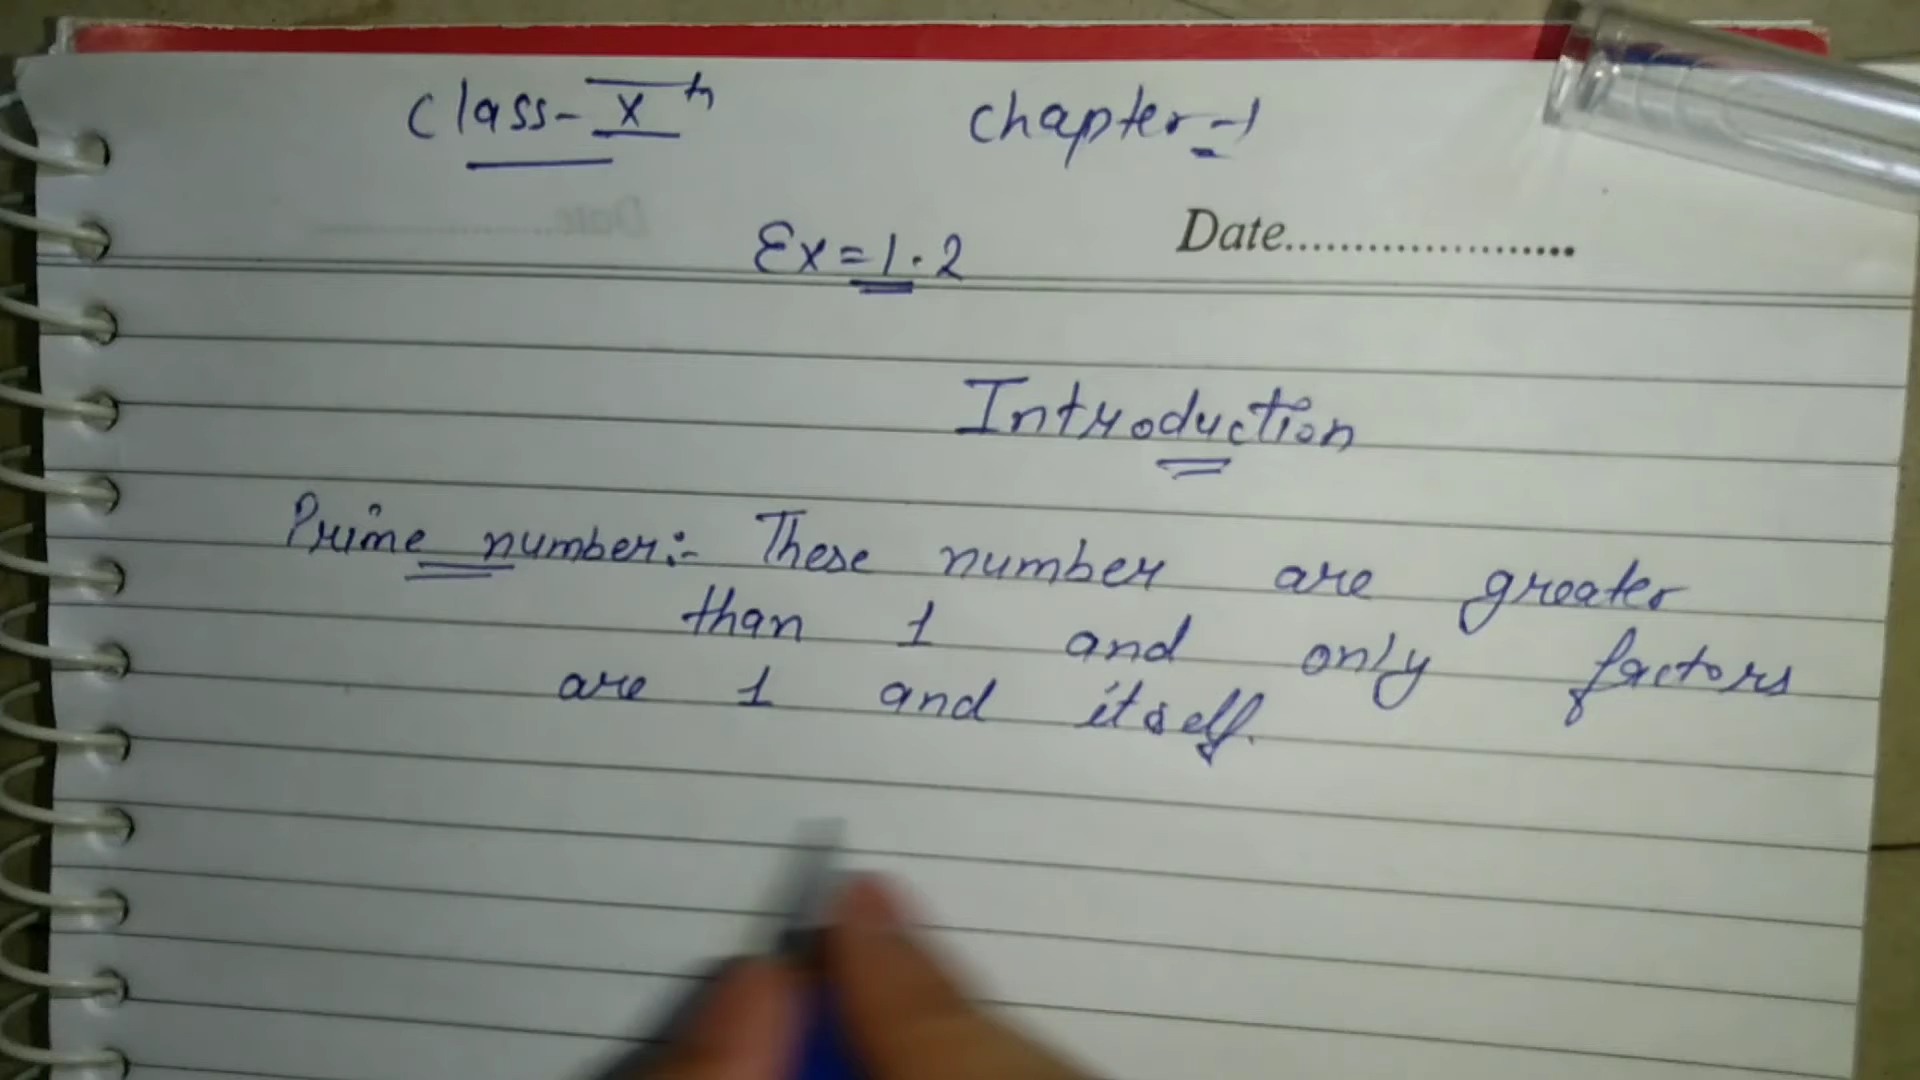 Class-Xth Chapter-1
Date......................
Ex=1.2
Introduction
Prime number:- These number are greater
than 1 and only factors
are 1 and itself.